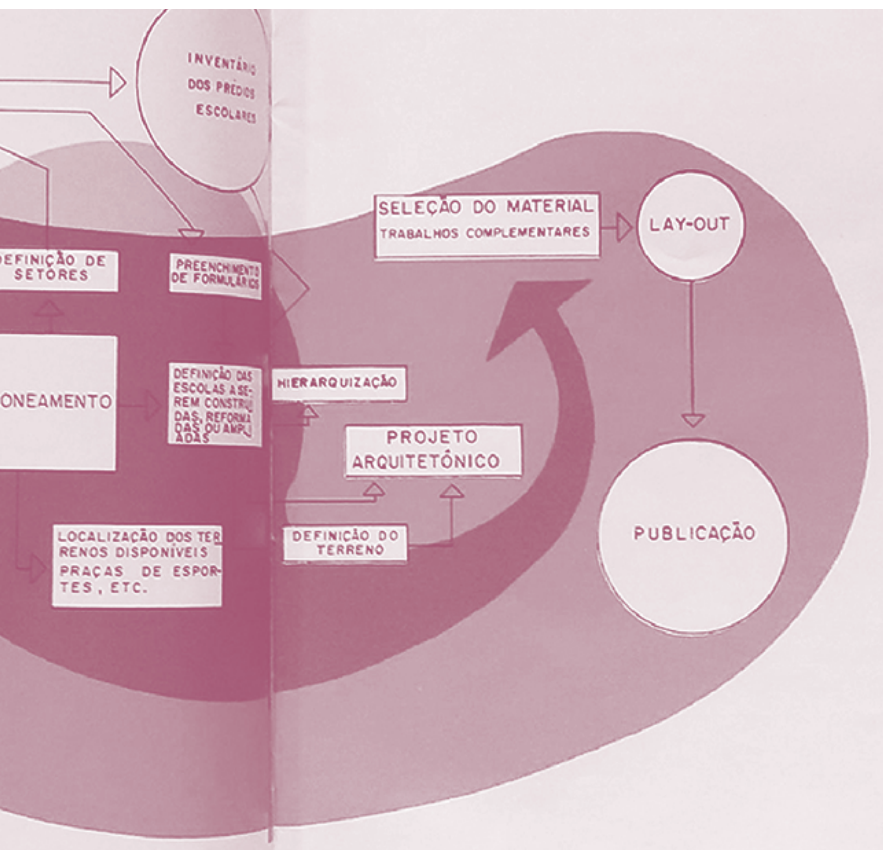 INVENTÁRIO
DOS PRÉDIOS
ESCOLARES
SELEÇÃO DO MATERIAL
TRABALHOS COMPLEMENTARES
LAY-OUT
DEFINIÇÃO DE
SETÔRES
PREENCHIMENTO
DE FORMULÁRIOS
ONEAMENTO
DEFINIÇÃO DAS
ESCOLAS A SE-
REM CONSTRUÍ
DAS, REFORMA
DAS OU AMPLI
ADAS
HIERARQUIZAÇÃO
PROJETO
ARQUITETÔNICO
LOCALIZAÇÃO DOS TER
RENOS DISPONÍVEIS
PRAÇAS DE ESPOR-
TES, ETC.
DEFINIÇÃO DO
TERRENO
PUBLICAÇÃO